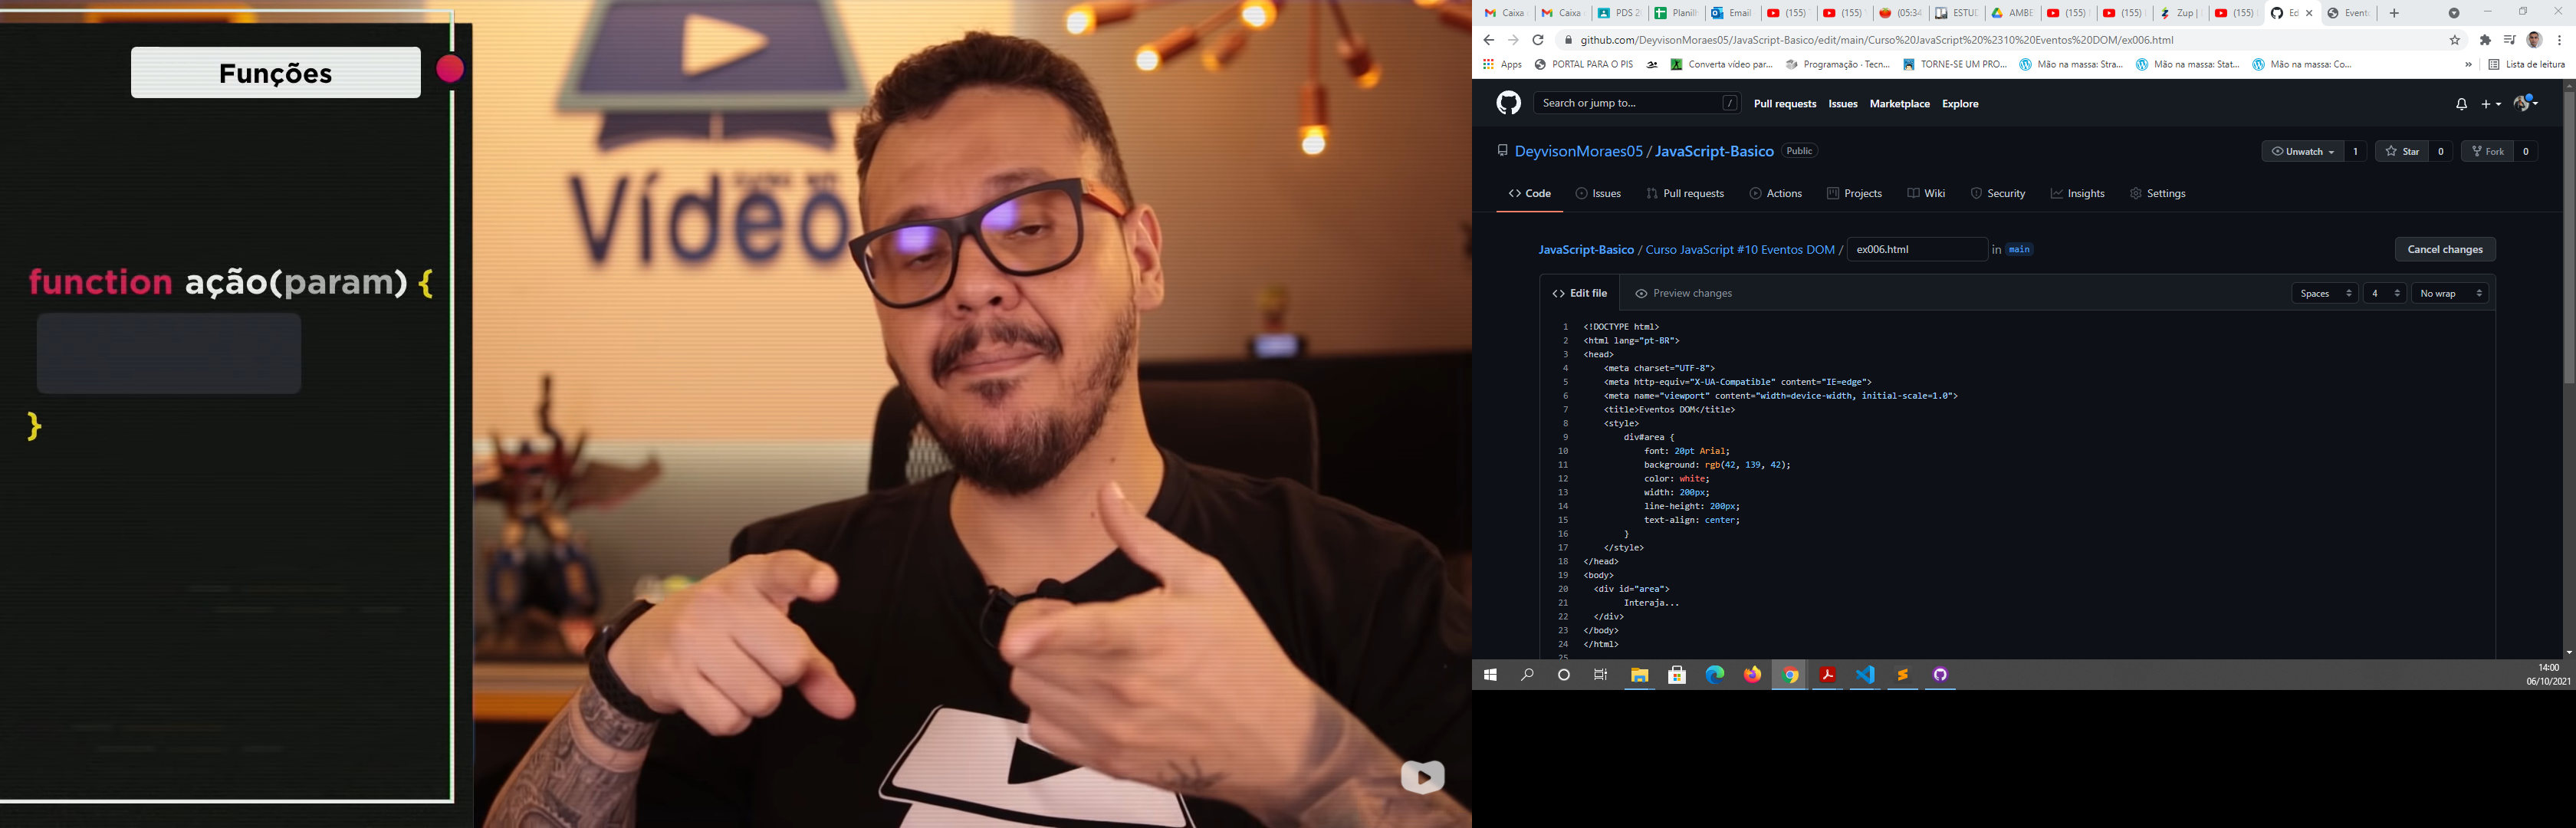 Funções
function ação(param) {
}
CURSO EM
Vídeo
Caixa
Caixa
PDS 2
Planilh
Email
(155)
(155)
(05:34
ESTUD
AMBE
(155)
(155)
Zup |
(155)
Ed
Evento
github.com/DeyvisonMoraes05/JavaScript-Basico/edit/main/Curso%20JavaScript%20%2310%20Eventos%20DOM/ex006.html
Apps
PORTAL PARA O PIS
Converta vídeo par...
Programação · Tecn...
TORNE-SE UM PRO...
Mão na massa: Stra...
Mão na massa: Stat...
Mão na massa: Co...
»
Lista de leitura
Search or jump to...
/
Pull requests
Issues
Marketplace
Explore
DeyvisonMoraes05 / JavaScript-Basico Public
Unwatch 1
Star 0
Fork 0
Code
Issues
Pull requests
Actions
Projects
Wiki
Security
Insights
Settings
JavaScript-Basico / Curso JavaScript #10 Eventos DOM / ex006.html in main
Cancel changes
<> Edit file
Preview changes
Spaces
4
No wrap
1 <!DOCTYPE html>
2 <html lang="pt-BR">
3 <head>
4 <meta charset="UTF-8">
5 <meta http-equiv="X-UA-Compatible" content="IE=edge">
6 <meta name="viewport" content="width=device-width, initial-scale=1.0">
7 <title>Eventos DOM</title>
8 <style>
9 div#area {
10 font: 20pt Arial;
11 background: rgb(42, 139, 42);
12 color: white;
13 width: 200px;
14 line-height: 200px;
15 text-align: center;
16 }
17 </style>
18 </head>
19 <body>
20 <div id="area">
21 Interaja...
22 </div>
23 </body>
24 </html>
25
14:00
06/10/2021